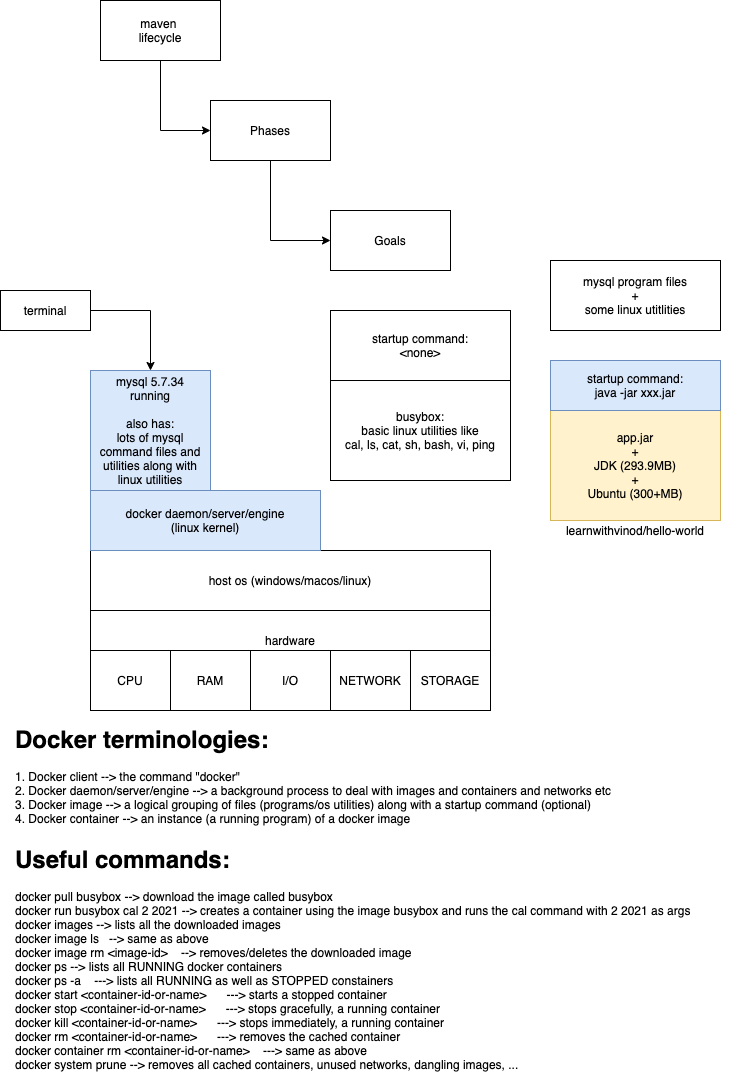 maven
lifecycle
Phases
Goals
mysql program files
+
some linux utitlities
terminal
startup command:
<none>
busybox:
basic linux utilities like
cal, ls, cat, sh, bash, vi, ping
startup command:
java -jar xxx.jar
app.jar
+
JDK (293.9MB)
+
Ubuntu (300+MB)
learnwithvinod/hello-world
mysql 5.7.34
running
also has:
lots of mysql
command files and
utilities along with
linux utilities
docker daemon/server/engine
(linux kernel)
host os (windows/macos/linux)
hardware
CPU
RAM
I/O
NETWORK
STORAGE
Docker terminologies:
1. Docker client --> the command "docker"
2. Docker daemon/server/engine --> a background process to deal with images and containers and networks etc
3. Docker image --> a logical grouping of files (programs/os utilities) along with a startup command (optional)
4. Docker container --> an instance (a running program) of a docker image
Useful commands:
docker pull busybox --> download the image called busybox
docker run busybox cal 2 2021 --> creates a container using the image busybox and runs the cal command with 2 2021 as args
docker images --> lists all the downloaded images
docker image ls --> same as above
docker image rm <image-id> --> removes/deletes the downloaded image
docker ps --> lists all RUNNING docker containers
docker ps -a ---> lists all RUNNING as well as STOPPED constainers
docker start <container-id-or-name> ---> starts a stopped container
docker stop <container-id-or-name> ---> stops gracefully, a running container
docker kill <container-id-or-name> ---> stops immediately, a running container
docker rm <container-id-or-name> ---> removes the cached container
docker container rm <container-id-or-name> ---> same as above
docker system prune --> removes all cached containers, unused networks, dangling images, ...